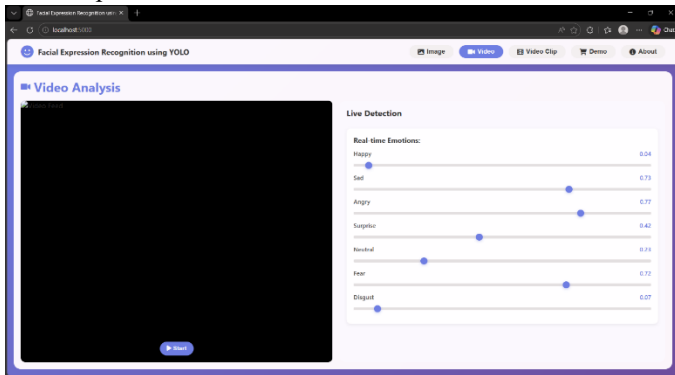 Facial Expression Recognition using
localhost:5000
Facial Expression Recognition using YOLO
Image
Video
Video Clip
Demo
About
Video Analysis
Video Feed
Start
Live Detection
Real-time Emotions:
Happy 0.04
Sad 0.73
Angry 0.77
Surprise 0.42
Neutral 0.23
Fear 0.72
Disgust 0.07